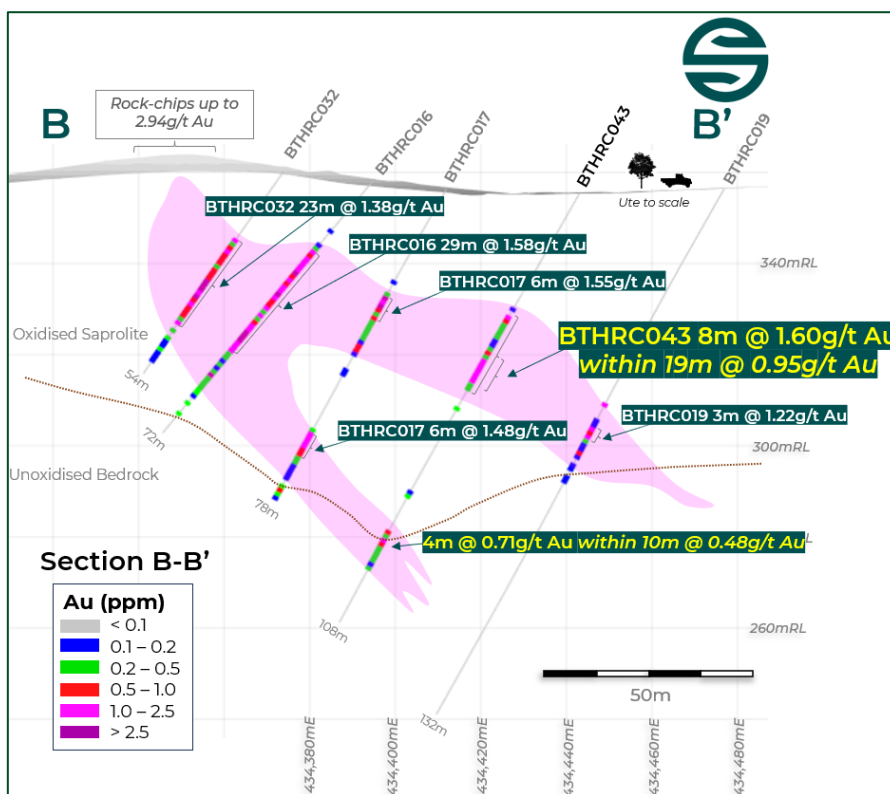 B
Rock-chips up to
2.94g/t Au
BTHRC032
BTHRC016
BTHRC017
BTHRC043
B’
BTHRC019
Ute to scale
BTHRC032 23m @ 1.38g/t Au
BTHRC016 29m @ 1.58g/t Au
340mRL
BTHRC017 6m @ 1.55g/t Au
Oxidised Saprolite
BTHRC043 8m @ 1.60g/t Au
within 19m @ 0.95g/t Au
54m
BTHRC019 3m @ 1.22g/t Au
72m
BTHRC017 6m @ 1.48g/t Au
300mRL
Unoxidised Bedrock
78m
4m @ 0.71g/t Au within 10m @ 0.48g/t Au
Section B-B’
Au (ppm)
< 0.1
0.1 – 0.2
0.2 – 0.5
0.5 – 1.0
1.0 – 2.5
> 2.5
108m
260mRL
50m
132m
434,380mE
434,400mE
434,420mE
434,440mE
434,460mE
434,480mE